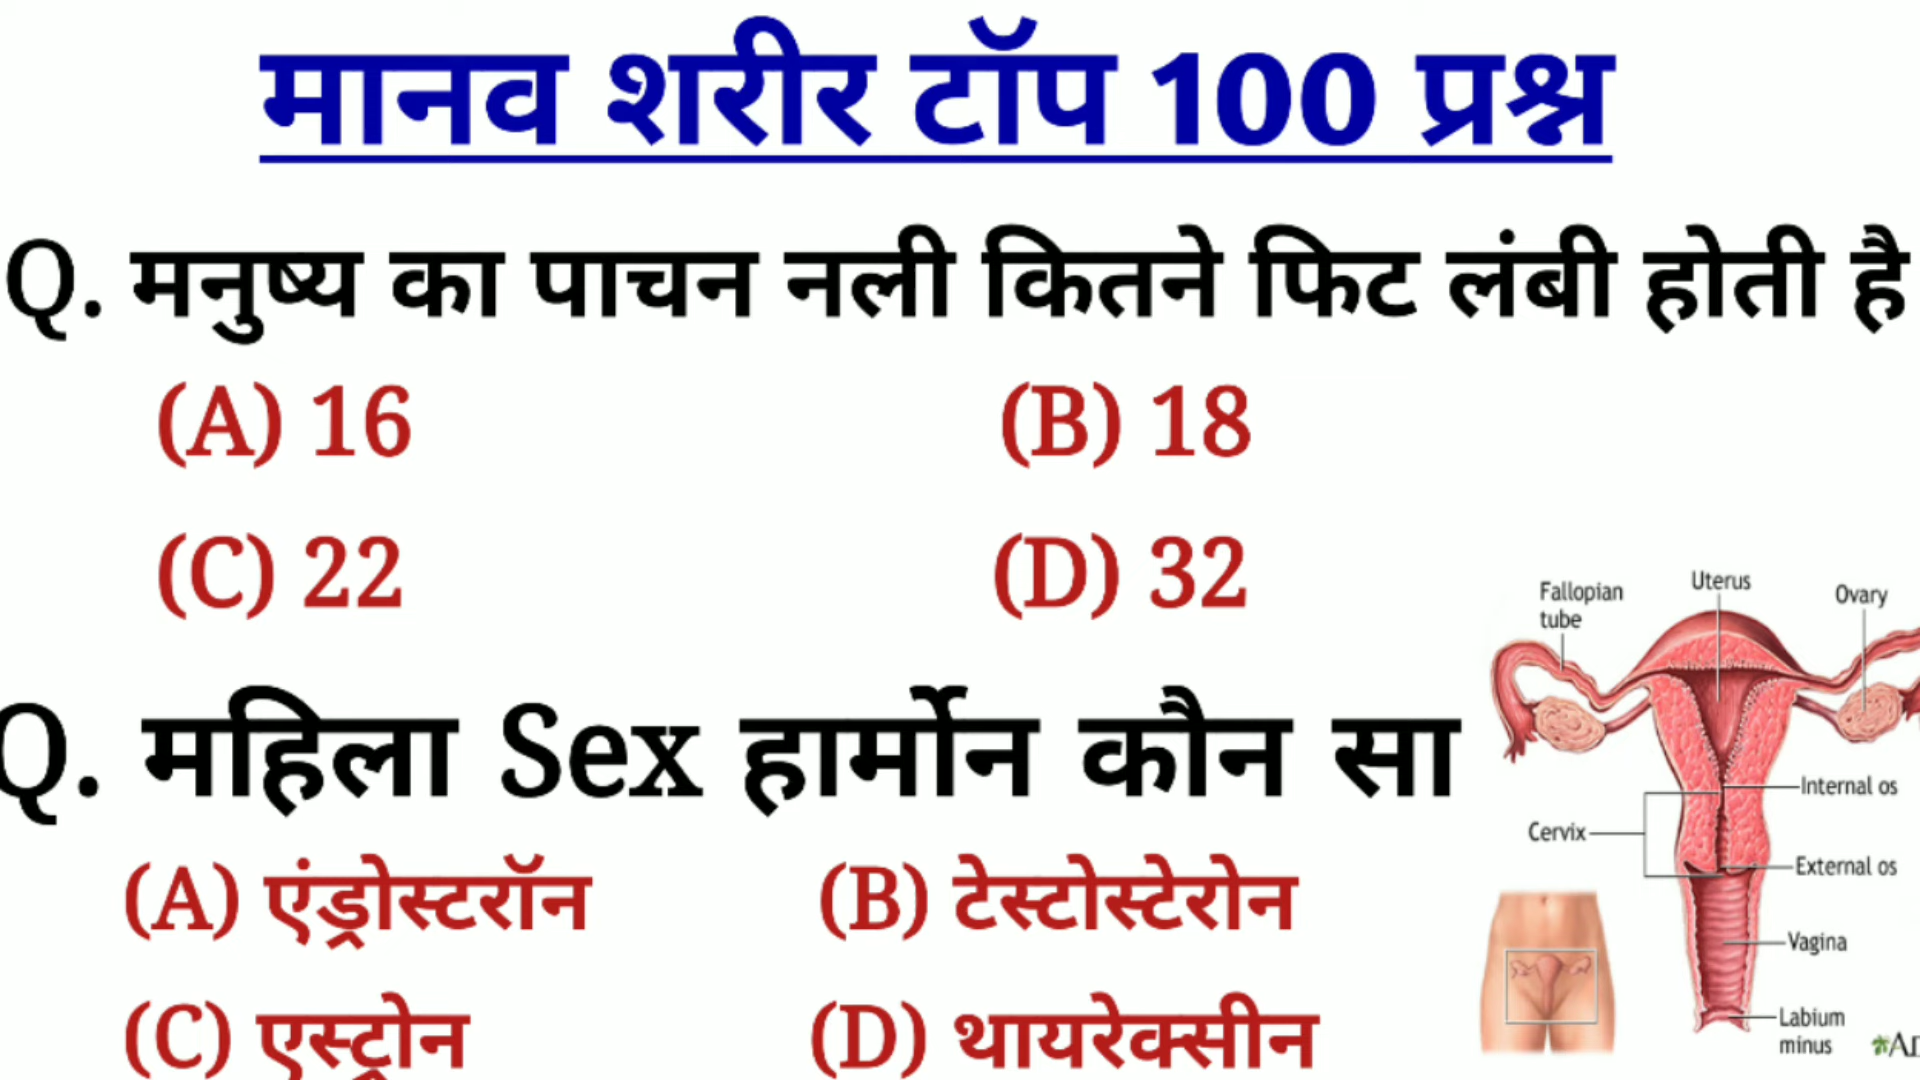 मानव शरीर टॉप 100 प्रश्न
Q. मनुष्य का पाचन नली कितने फिट लंबी होती है
(A) 16 (B) 18
(C) 22 (D) 32
Q. महिला Sex हार्मोन कौन सा
(A) एंड्रोस्टरॉन (B) टेस्टोस्टेरोन
(C) एस्ट्रोन (D) थायरेक्सीन
Fallopian tube
Uterus
Ovary
Internal os
Cervix
External os
Vagina
Labium minus